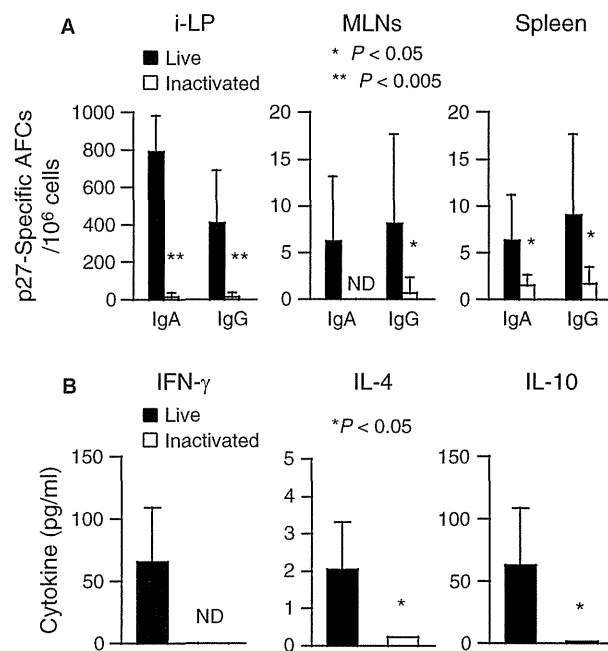 A i-LP MLNs Spleen
Live
Inactivated
* P < 0.05
** P < 0.005
p27-Specific AFCs
/10⁶ cells
1000
800
600
400
200
0
** **
IgA IgG
20
15
10
5
0
ND *
IgA IgG
20
15
10
5
0
* *
IgA IgG
B IFN-γ IL-4 IL-10
Live
Inactivated
*P < 0.05
Cytokine (pg/ml)
150
100
50
0
ND
5
4
3
2
1
0
*
150
100
50
0
*